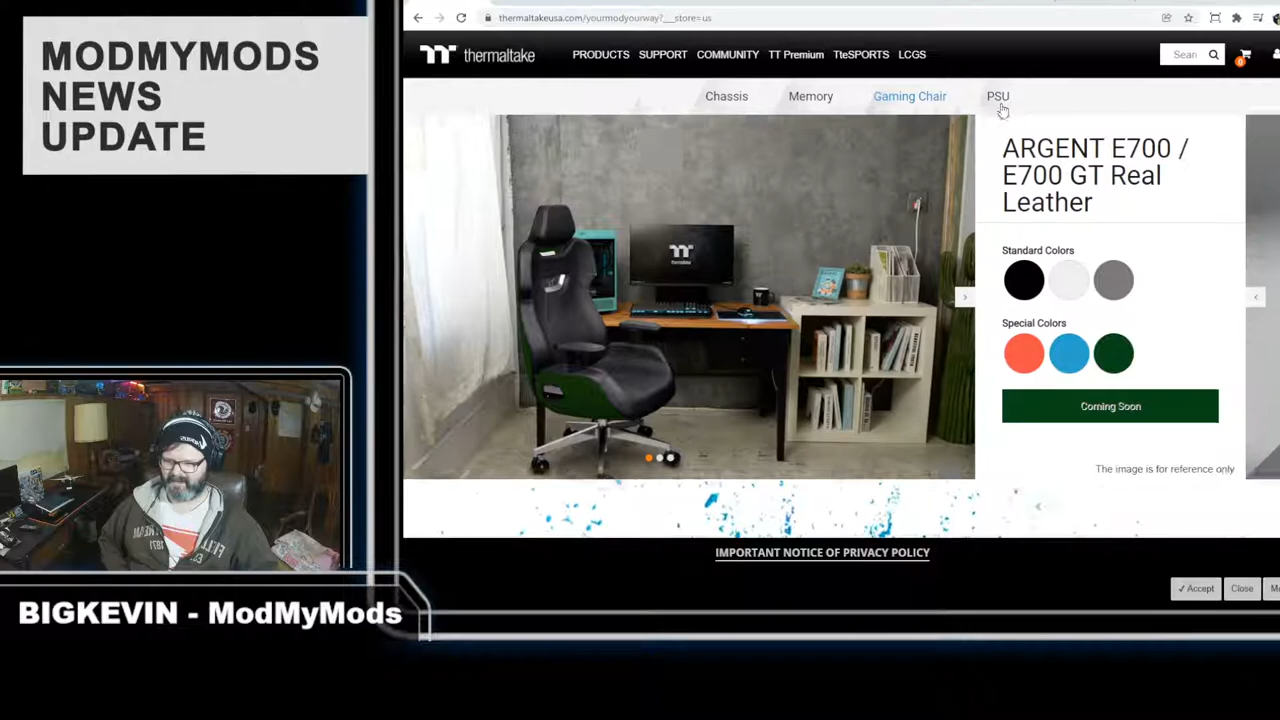 MODMYMODS
NEWS
UPDATE
thermaltakeusa.com/yourmodyourway?___store=us
thermaltake
PRODUCTS SUPPORT COMMUNITY TT Premium TteSPORTS LCGS
Sear
0
Chassis Memory Gaming Chair PSU
ARGENT E700 /
E700 GT Real
Leather
Standard Colors
Special Colors
Coming Soon
The image is for reference only
IMPORTANT NOTICE OF PRIVACY POLICY
✓ Accept Close
BIGKEVIN - ModMyMods